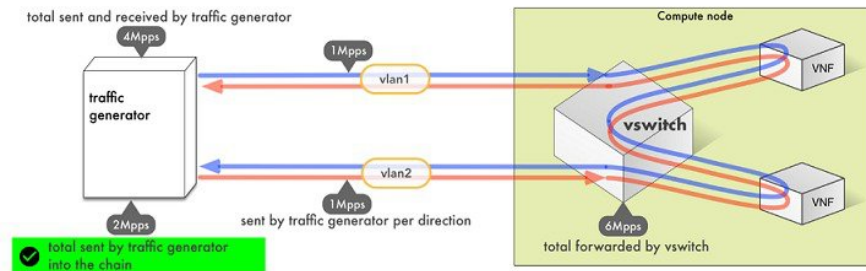 total sent and received by traffic generator
4Mpps
1Mpps
vlan1
Compute node
VNF
traffic
generator
vswitch
vlan2
1Mpps
sent by traffic generator per direction
2Mpps
6Mpps
VNF
total sent by traffic generator
into the chain
total forwarded by vswitch